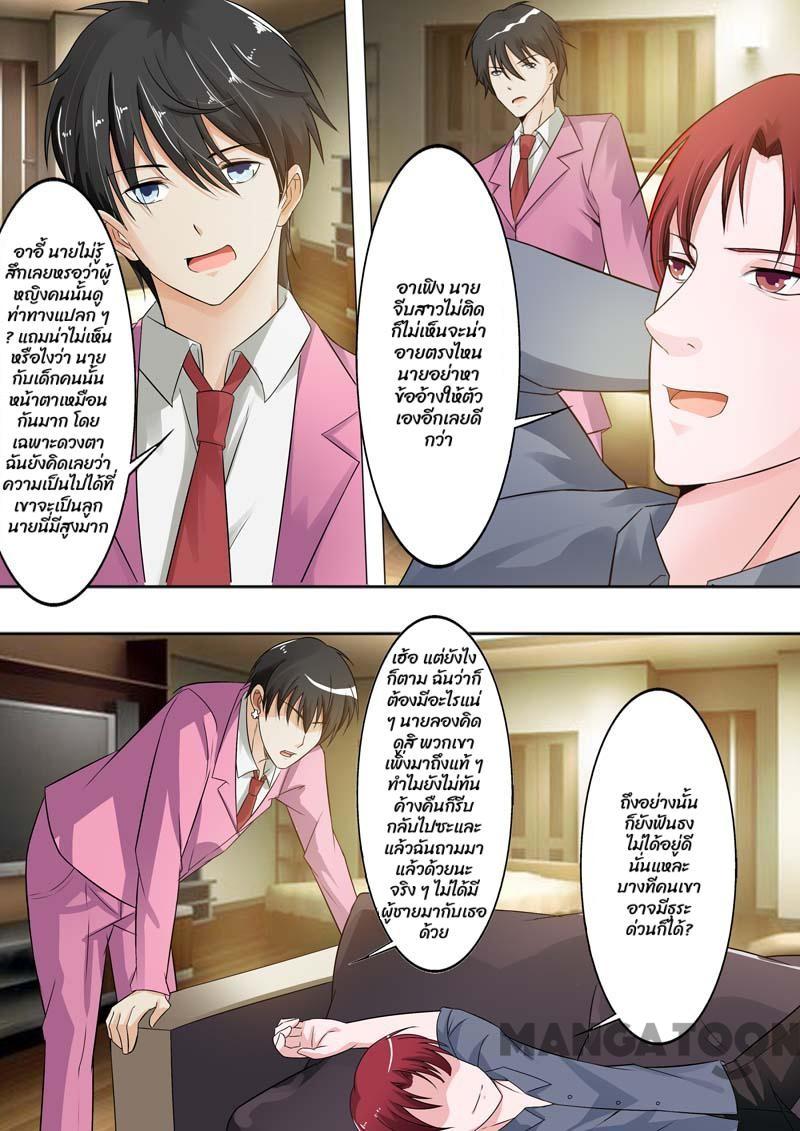 อาอี้ นายไม่รู้
สึกเลยหรอว่าผู้
หญิงคนนั้นดู
ท่าทางแปลก ๆ
? แถมน่าไม่เห็น
หรือไงว่า นาย
กับเด็กคนนั้น
หน้าตาเหมือน
กันมาก โดย
เฉพาะดวงตา
ฉันยังคิดเลยว่า
ความเป็นไปได้ที่
เขาจะเป็นลูก
นายนี่มีสูงมาก
อาเฟิง นาย
จีบสาวไม่ติด
ก็ไม่เห็นจะน่า
อายตรงไหน
นายอย่าหา
ข้ออ้างให้ตัว
เองอีกเลยดี
กว่า
เฮ้อ แต่ยังไง
ก็ตาม ฉันว่าก็
ต้องมีอะไรแน่
ๆ นายลองคิด
ดูสิ พวกเขา
เพิ่งมาถึงแท้ ๆ
ทำไมยังไม่ทัน
ค้างคืนก็รีบ
กลับไปซะและ
แล้วฉันถามมา
แล้วด้วยนะ
จริง ๆ ไม่ได้มี
ผู้ชายมากับเธอ
ด้วย
ถึงอย่างนั้น
ก็ยังฟันธง
ไม่ได้อยู่ดี
นั่นแหละ
บางทีคนเขา
อาจมีธุระ
ด่วนก็ได้?
MANGATOON